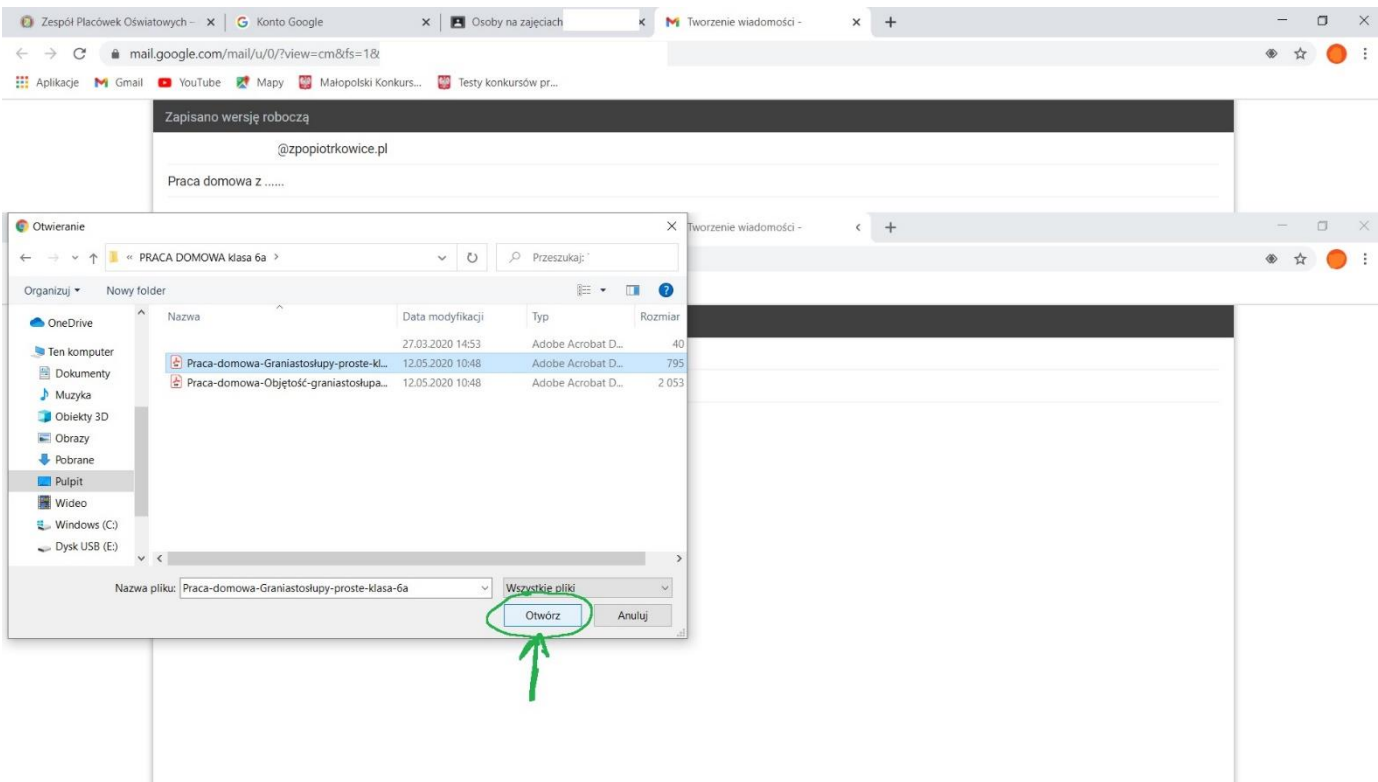 Zespół Placówek Oświatowych –
Konto Google
Osoby na zajęciach
Tworzenie wiadomości -
mail.google.com/mail/u/0/?view=cm&fs=1&
Aplikacje Gmail YouTube Mapy Małopolski Konkurs... Testy konkursów pr...
Zapisano wersję roboczą
@zpopiotrkowice.pl
Praca domowa z ......
Otwieranie
Tworzenie wiadomości -
« PRACA DOMOWA klasa 6a >
Przeszukaj:
Organizuj Nowy folder
OneDrive
Ten komputer
Dokumenty
Muzyka
Obiekty 3D
Obrazy
Pobrane
Pulpit
Wideo
Windows (C:)
Dysk USB (E:)
Nazwa Data modyfikacji Typ Rozmiar
27.03.2020 14:53 Adobe Acrobat D... 40
Praca-domowa-Graniastosłupy-proste-kl... 12.05.2020 10:48 Adobe Acrobat D... 795
Praca-domowa-Objętość-graniastosłupa... 12.05.2020 10:48 Adobe Acrobat D... 2 053
Nazwa pliku: Praca-domowa-Graniastosłupy-proste-klasa-6a
Wszystkie pliki
Otwórz Anuluj